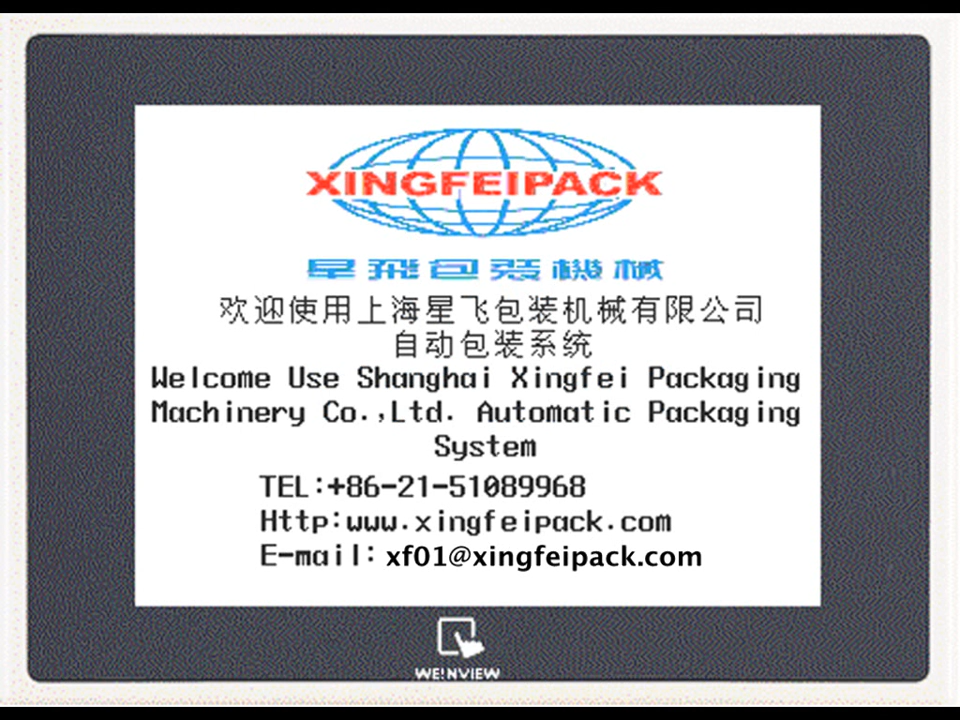 XINGFEIPACK
星飛包裝機械
欢迎使用上海星飞包装机械有限公司
自动包装系统
Welcome Use Shanghai Xingfei Packaging
Machinery Co.,Ltd. Automatic Packaging
System
TEL:+86-21-51089968
Http:www.xingfeipack.com
E-mail: xf01@xingfeipack.com
WE!NVIEW